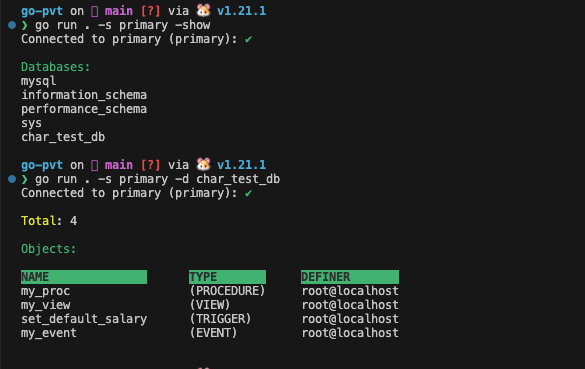 go-pvt on main [?] via v1.21.1
❯ go run . -s primary -show
Connected to primary (primary): ✔
Databases:
mysql
information_schema
performance_schema
sys
char_test_db
go-pvt on main [?] via v1.21.1
❯ go run . -s primary -d char_test_db
Connected to primary (primary): ✔
Total: 4
Objects:
NAME TYPE DEFINER
my_proc (PROCEDURE) root@localhost
my_view (VIEW) root@localhost
set_default_salary (TRIGGER) root@localhost
my_event (EVENT) root@localhost